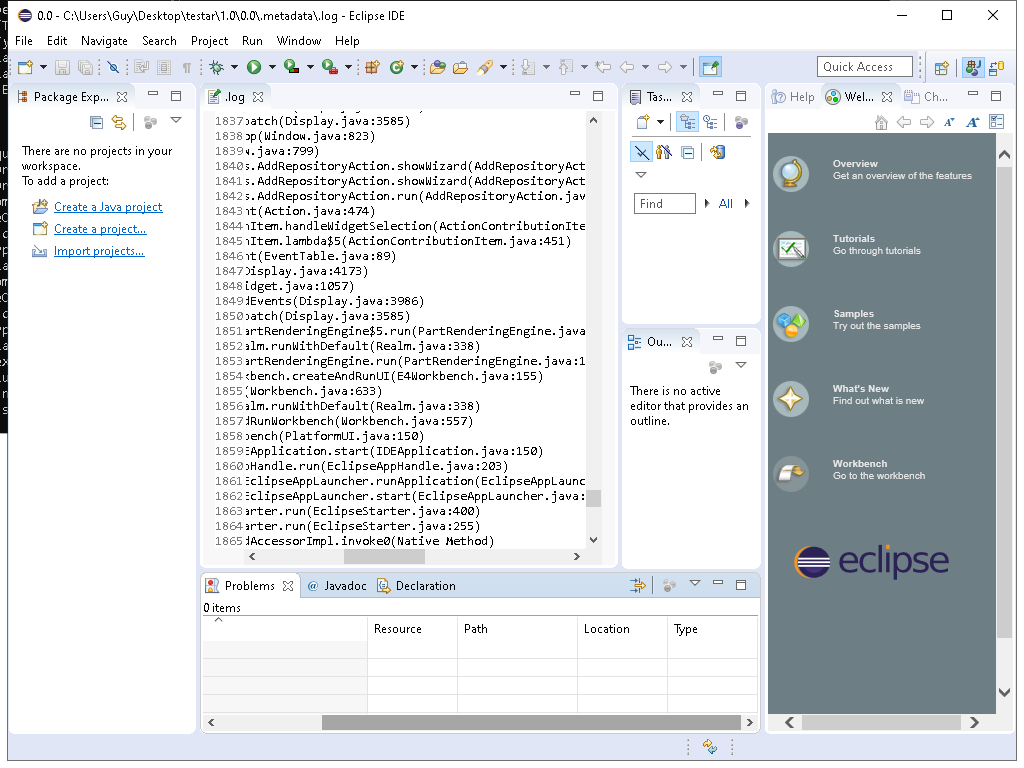 0.0 - C:\Users\Guy\Desktop\testar\1.0\0.0\.metadata\.log - Eclipse IDE
File Edit Navigate Search Project Run Window Help
Quick Access
Package Exp...
There are no projects in your
workspace.
To add a project:
Create a Java project
Create a project...
Import projects...
.log
1837 patch(Display.java:3585)
1838 op(Window.java:823)
1839 w.java:799)
1840 s.AddRepositoryAction.showWizard(AddRepositoryAct
1841 s.AddRepositoryAction.showWizard(AddRepositoryAct
1842 s.AddRepositoryAction.run(AddRepositoryAction.jav
1843 nt(Action.java:474)
1844 nItem.handleWidgetSelection(ActionContributionIte
1845 nItem.lambda$5(ActionContributionItem.java:451)
1846 nt(EventTable.java:89)
1847 Display.java:4173)
1848 idget.java:1057)
1849 dEvents(Display.java:3986)
1850 patch(Display.java:3585)
1851 artRenderingEngine$5.run(PartRenderingEngine.java
1852 alm.runWithDefault(Realm.java:338)
1853 artRenderingEngine.run(PartRenderingEngine.java:1
1854 kbench.createAndRunUI(E4Workbench.java:155)
1855 (Workbench.java:633)
1856 alm.runWithDefault(Realm.java:338)
1857 dRunWorkbench(Workbench.java:557)
1858 bench(PlatformUI.java:150)
1859 EApplication.start(IDEApplication.java:150)
1860 pHandle.run(EclipseAppHandle.java:203)
1861 EclipseAppLauncher.runApplication(EclipseAppLaunc
1862 EclipseAppLauncher.start(EclipseAppLauncher.java:
1863 arter.run(EclipseStarter.java:400)
1864 arter.run(EclipseStarter.java:255)
1865 dAccessorImpl.invoke0(Native Method)
Tas...
Find All
Ou...
There is no active
editor that provides an
outline.
Help Wel... Ch...
Overview
Get an overview of the features
Tutorials
Go through tutorials
Samples
Try out the samples
What's New
Find out what is new
Workbench
Go to the workbench
eclipse
Problems @ Javadoc Declaration
0 items
Resource Path Location Type